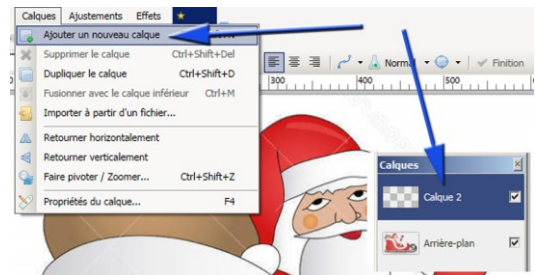 Calques Ajustements Effets
Ajouter un nouveau calque
Supprimer le calque Ctrl+Shift+Del
Dupliquer le calque Ctrl+Shift+D
Fusionner avec le calque inférieur Ctrl+M
Importer à partir d'un fichier...
Retourner horizontalement
Retourner verticalement
Faire pivoter / Zoomer... Ctrl+Shift+Z
Propriétés du calque... F4
Normal Finition
300 400 500
Calques
Calque 2
Arrière-plan